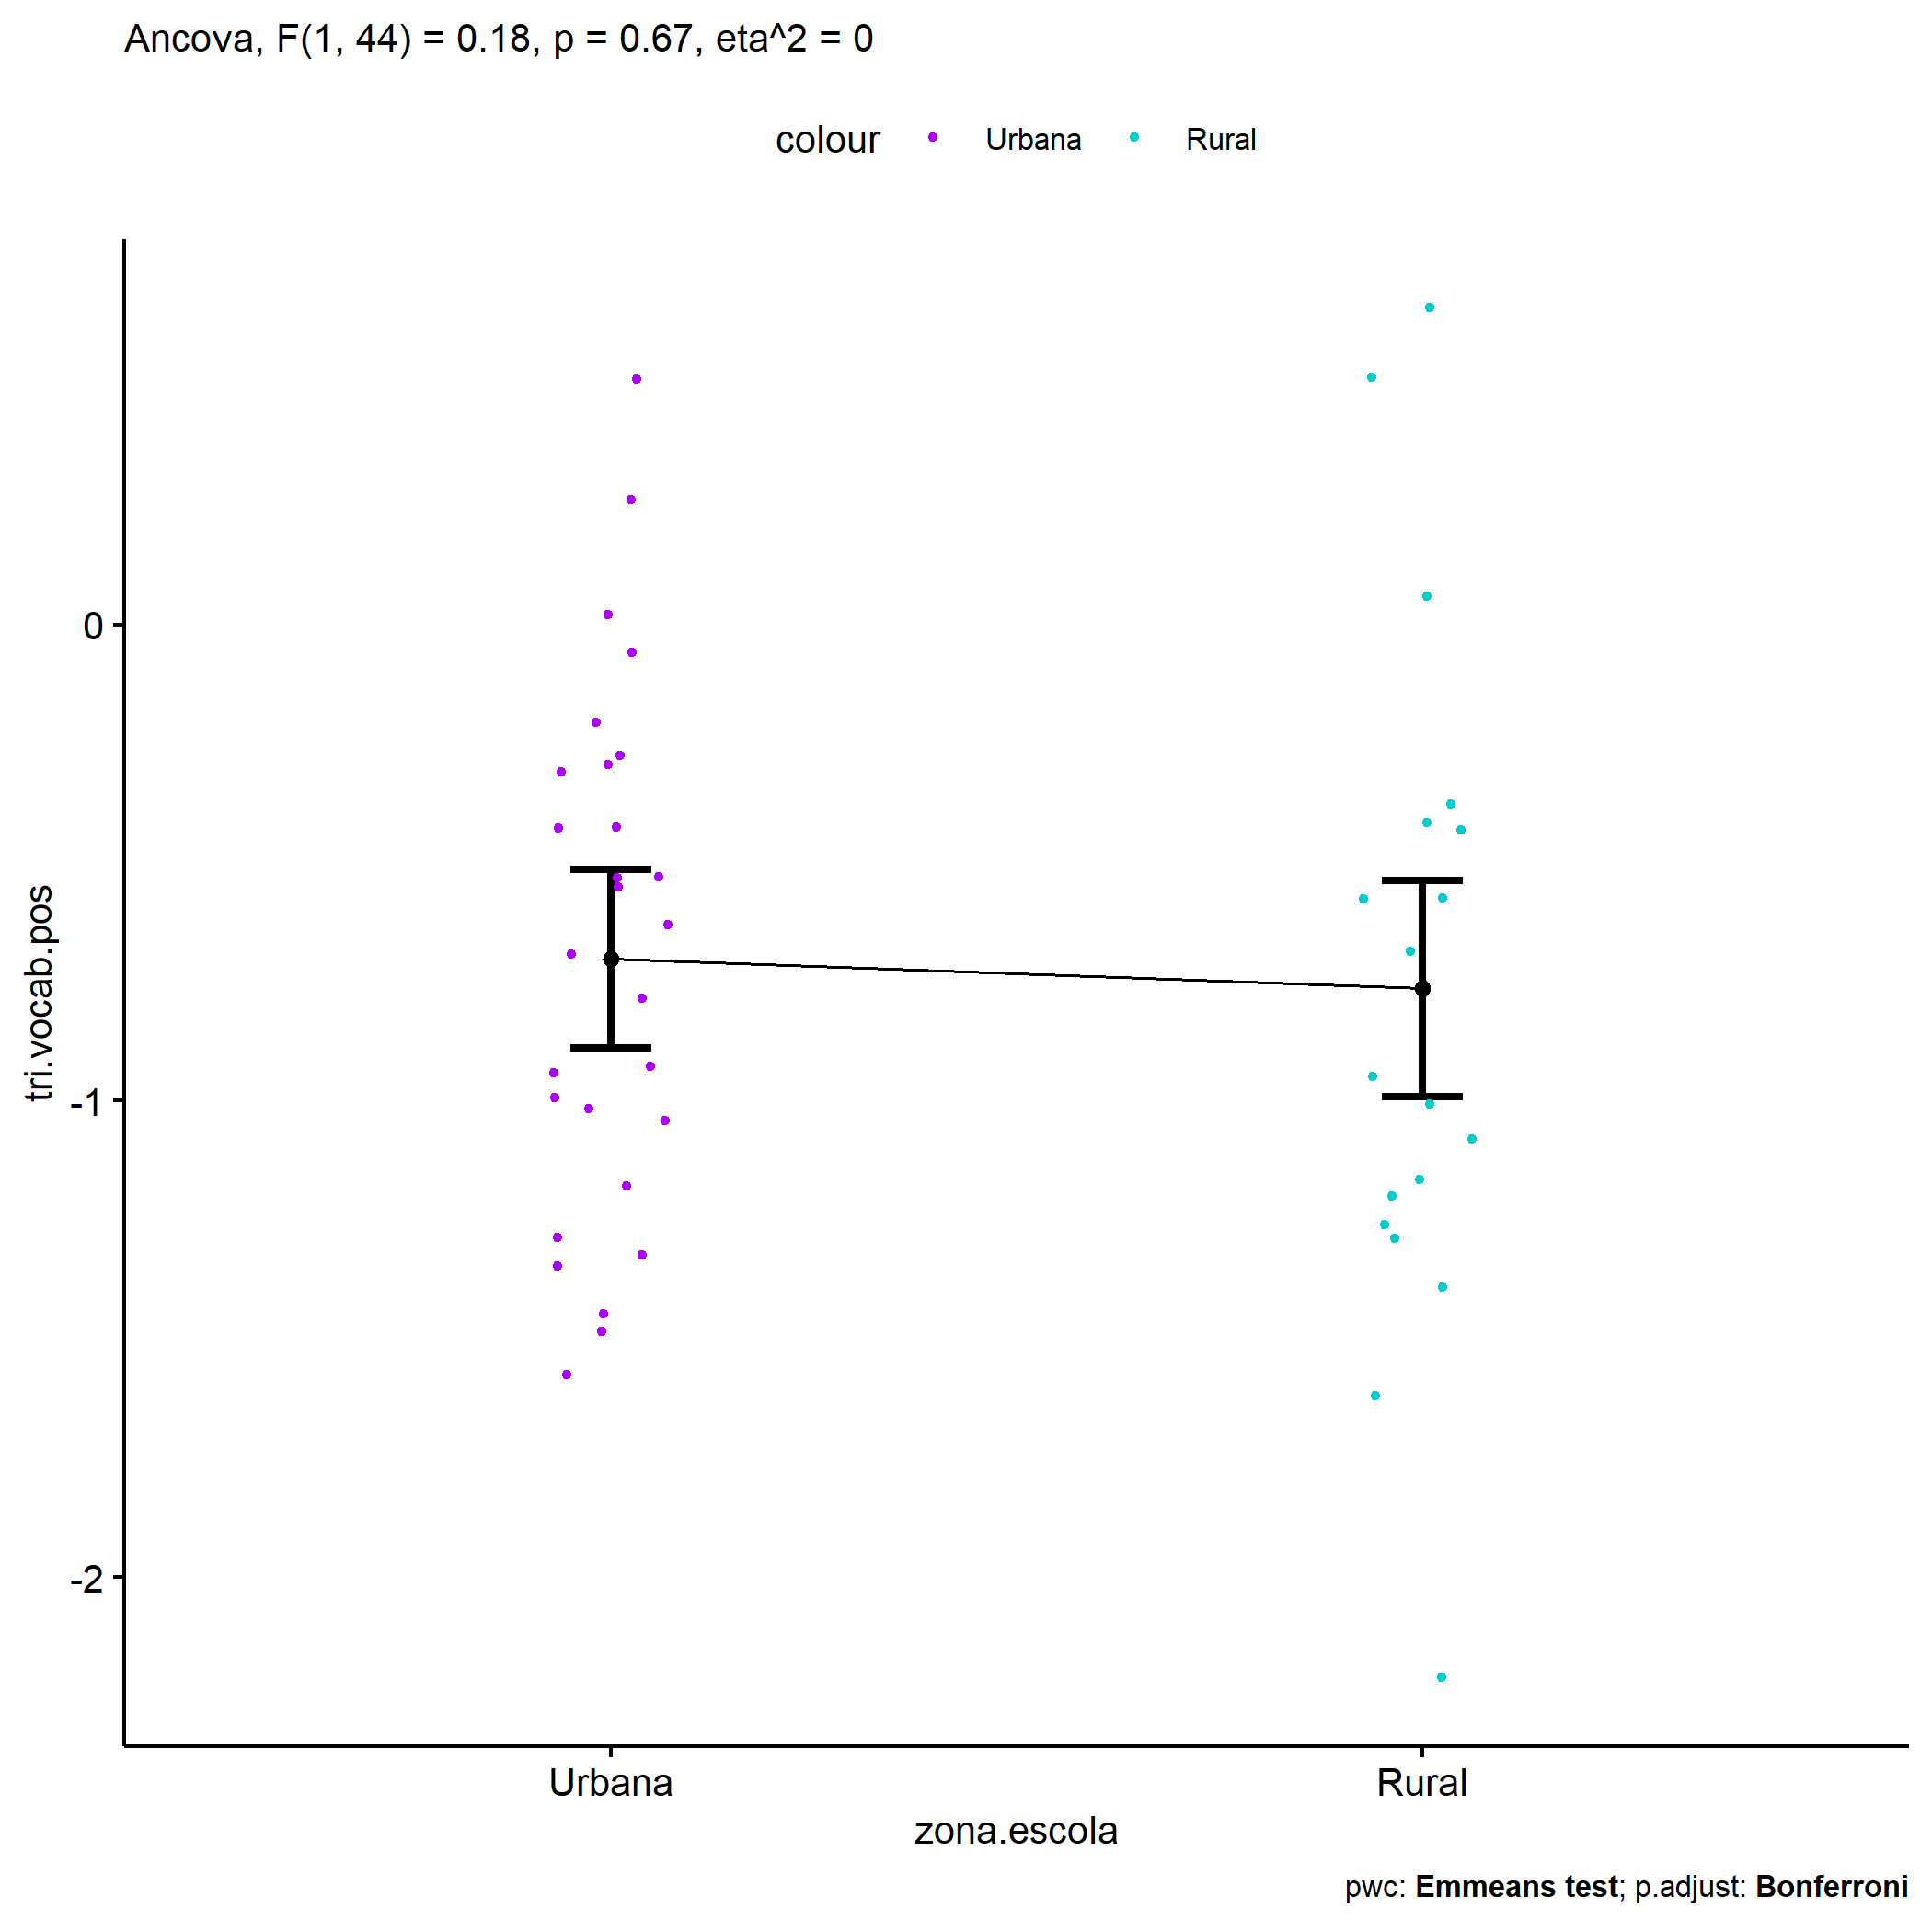 Ancova, F(1, 44) = 0.18, p = 0.67, eta^2 = 0
colour Urbana Rural
tri.vocab.pos
0
-1
-2
Urbana Rural
zona.escola
pwc: Emmeans test; p.adjust: Bonferroni